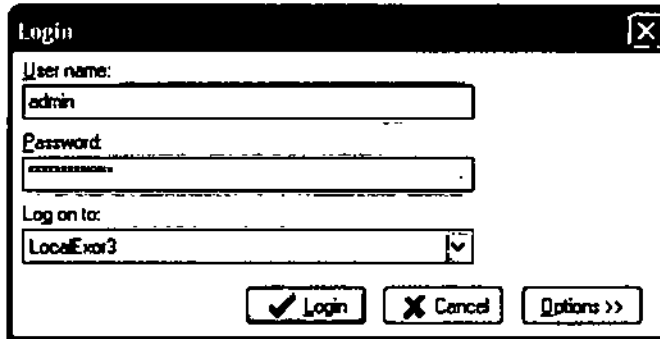 Login
User name:
admin
Password:
Log on to:
LocalExor3
Login Cancel Options >>